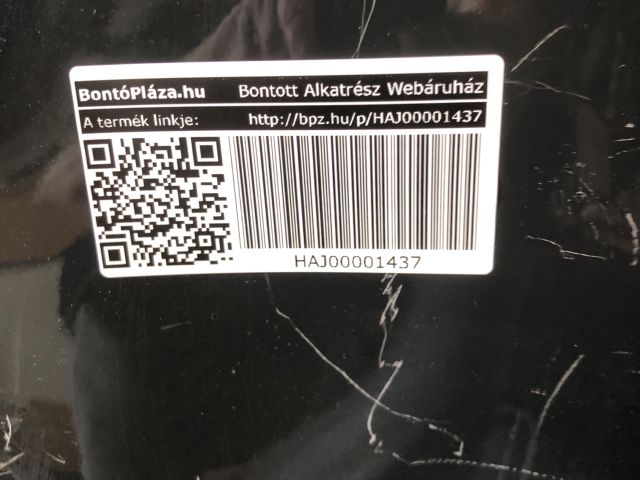 BontóPláza.hu Bontott Alkatrész Webáruház
A termék linkje: http://bpz.hu/p/HAJ00001437
HAJ00001437